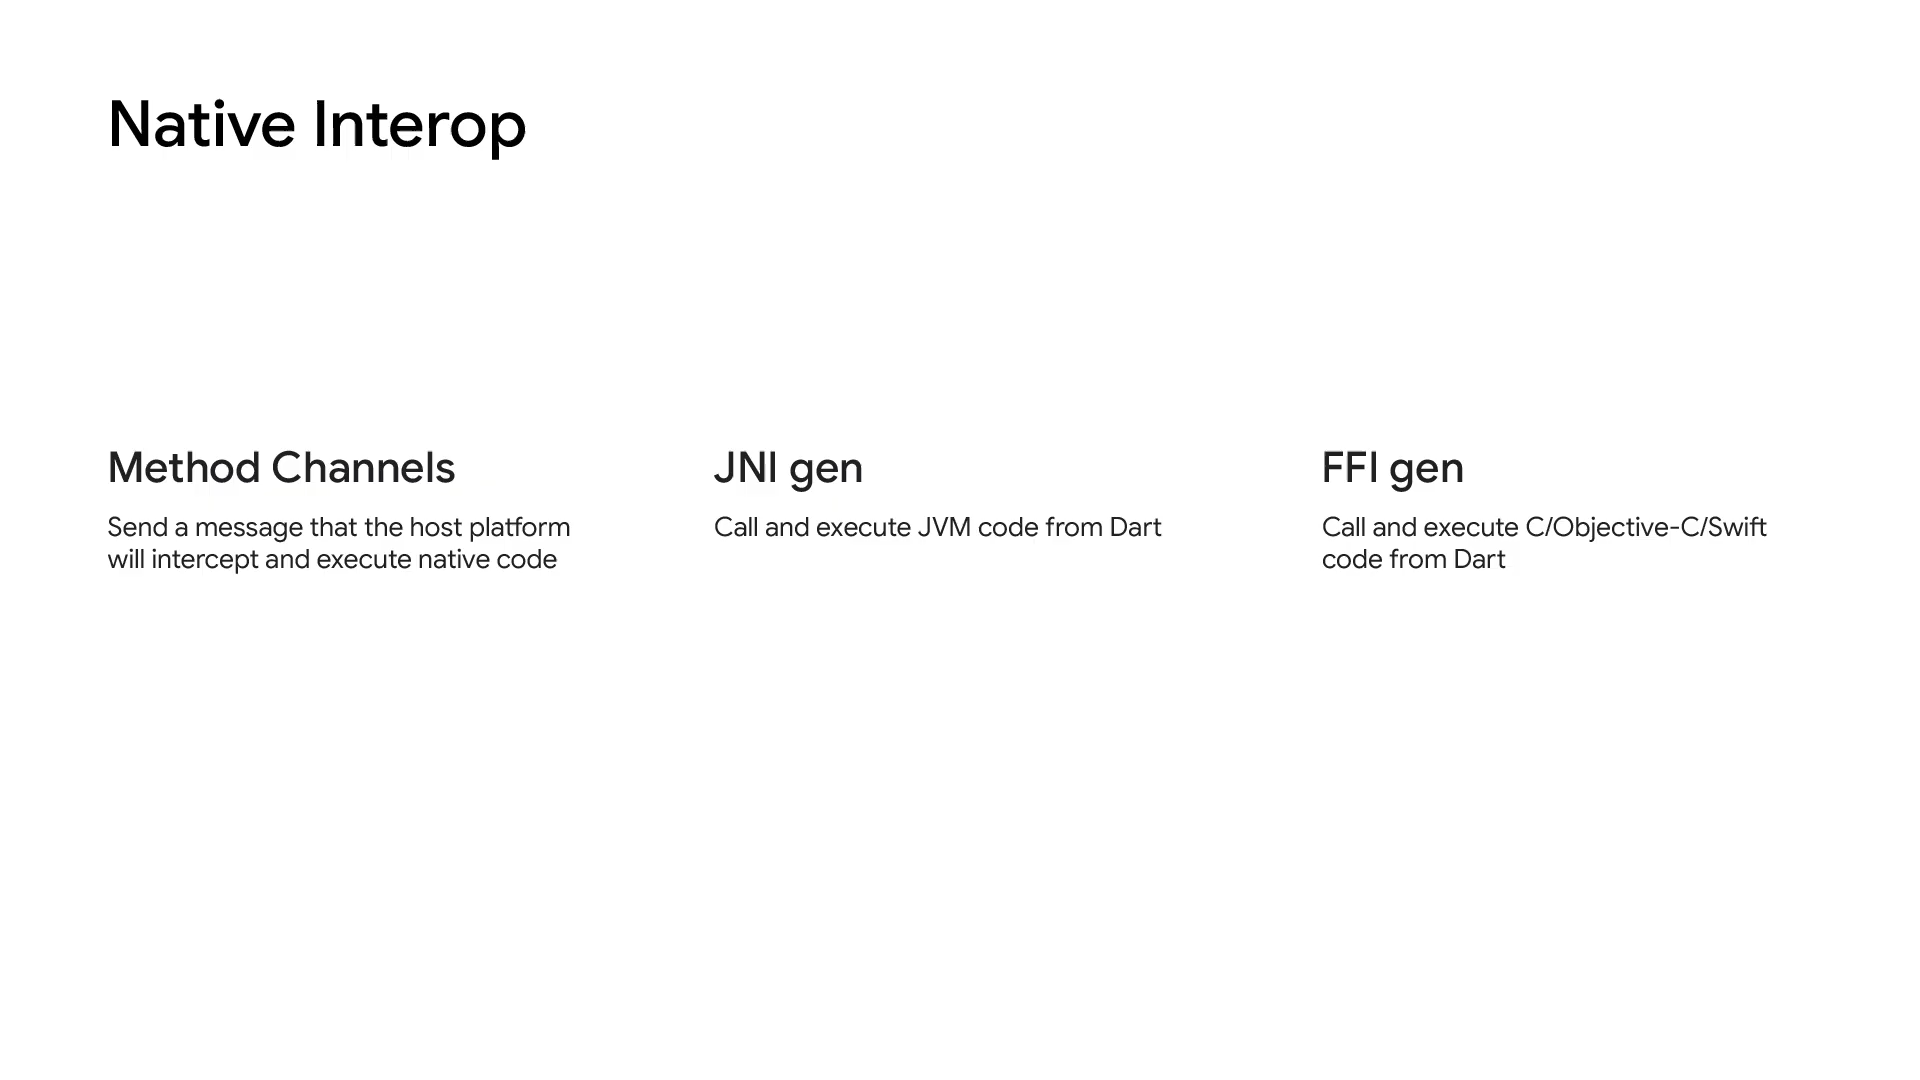 Native Interop
Method Channels
Send a message that the host platform
will intercept and execute native code
JNI gen
Call and execute JVM code from Dart
FFI gen
Call and execute C/Objective-C/Swift
code from Dart